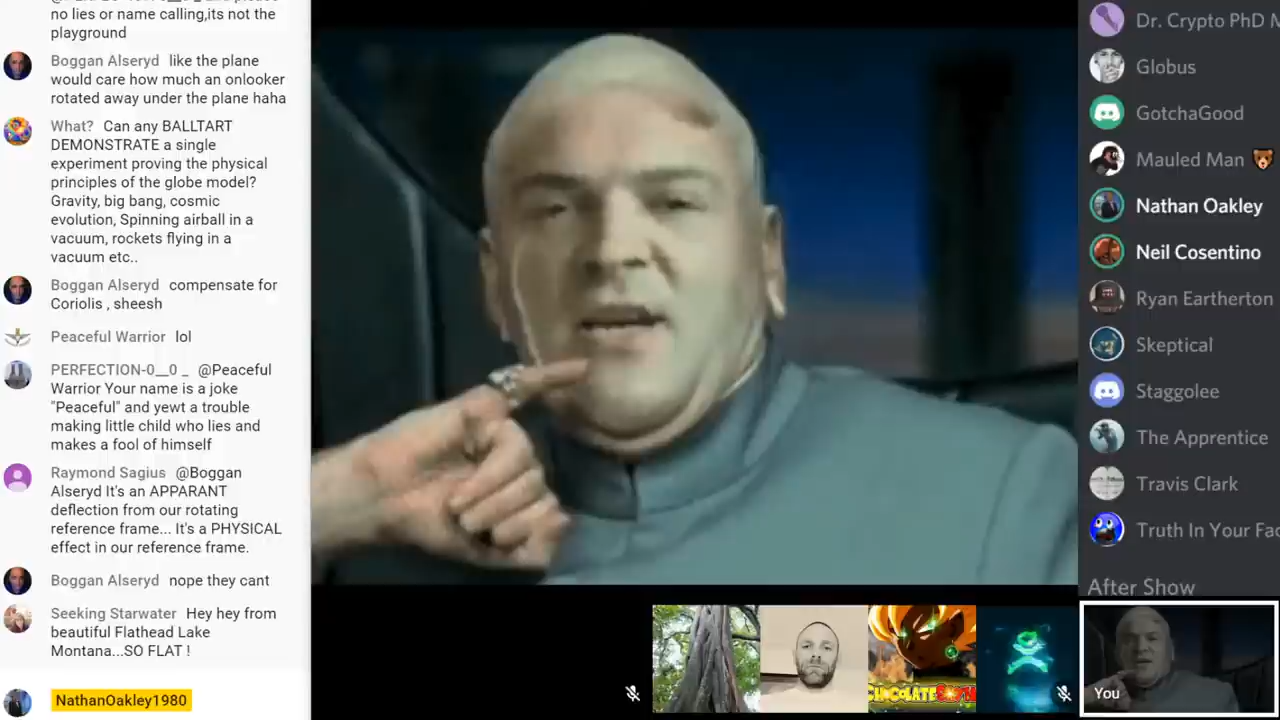 no lies or name calling,its not the
playground
Boggan Alseryd like the plane
would care how much an onlooker
rotated away under the plane haha
What? Can any BALLTART
DEMONSTRATE a single
experiment proving the physical
principles of the globe model?
Gravity, big bang, cosmic
evolution, Spinning airball in a
vacuum, rockets flying in a
vacuum etc..
Boggan Alseryd compensate for
Coriolis , sheesh
Peaceful Warrior lol
PERFECTION-0__0 _ @Peaceful
Warrior Your name is a joke
"Peaceful" and yewt a trouble
making little child who lies and
makes a fool of himself
Raymond Sagius @Boggan
Alseryd It's an APPARANT
deflection from our rotating
reference frame... It's a PHYSICAL
effect in our reference frame.
Boggan Alseryd nope they cant
Seeking Starwater Hey hey from
beautiful Flathead Lake
Montana...SO FLAT !
NathanOakley1980
Dr. Crypto PhD M
Globus
GotchaGood
Mauled Man
Nathan Oakley
Neil Cosentino
Ryan Eartherton
Skeptical
Staggolee
The Apprentice
Travis Clark
Truth In Your Fac
After Show
You